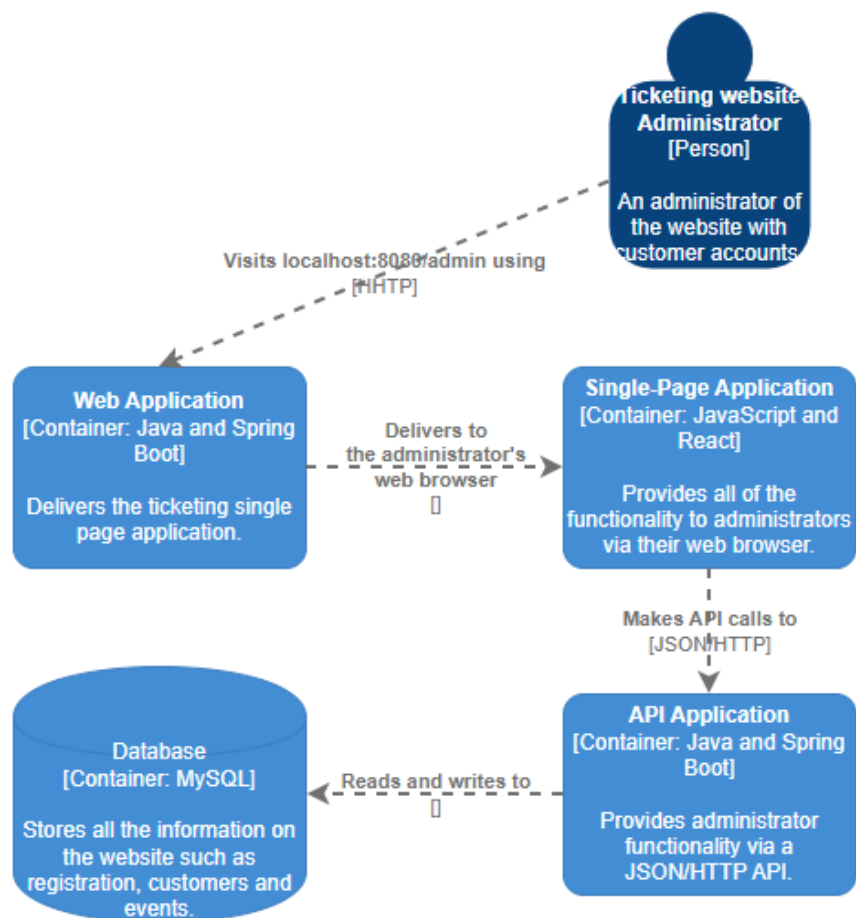 Ticketing website
Administrator
[Person]
An administrator of
the website with
customer accounts.
Visits localhost:8080/admin using
[HHTP]
Web Application
[Container: Java and Spring
Boot]
Delivers the ticketing single
page application.
Delivers to
the administrator's
web browser
[]
Single-Page Application
[Container: JavaScript and
React]
Provides all of the
functionality to administrators
via their web browser.
Makes API calls to
[JSON/HTTP]
Database
[Container: MySQL]
Stores all the information on
the website such as
registration, customers and
events.
Reads and writes to
[]
API Application
[Container: Java and Spring
Boot]
Provides administrator
functionality via a
JSON/HTTP API.